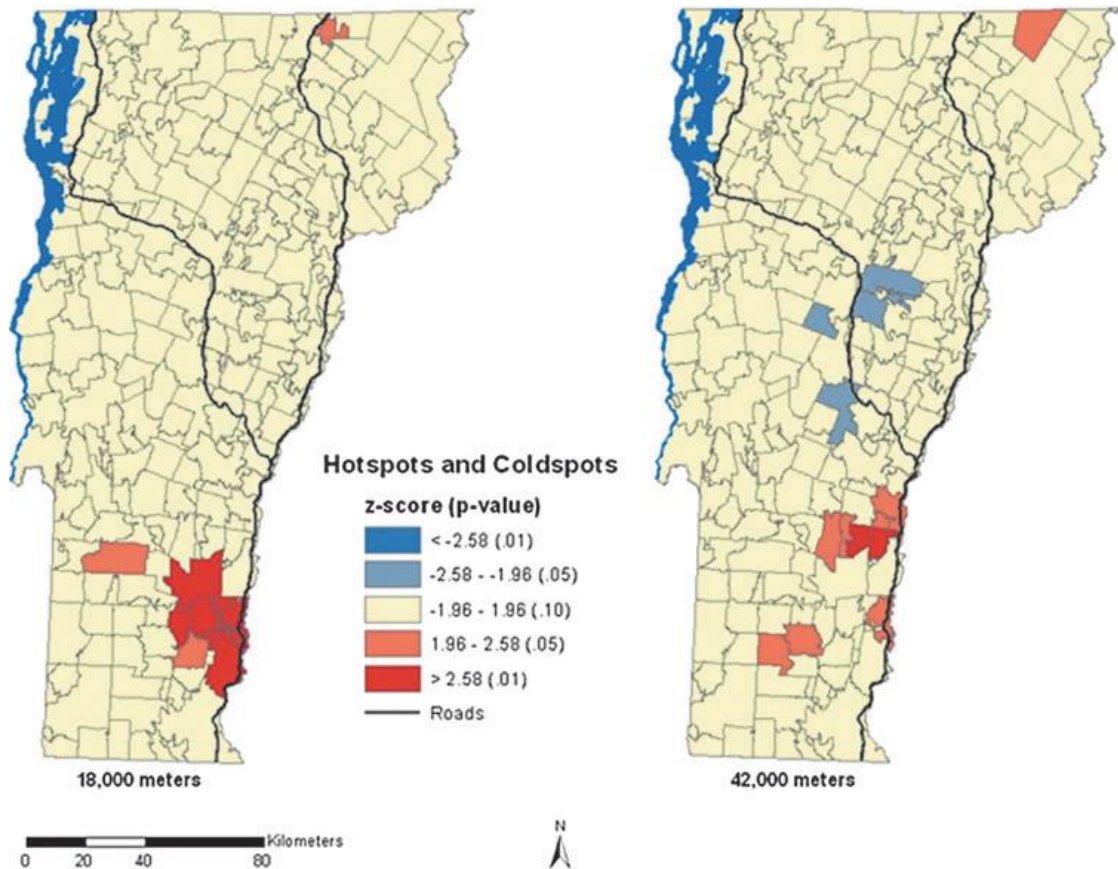 Hotspots and Coldspots
z-score (p-value)
< -2.58 (.01)
-2.58 - -1.96 (.05)
-1.96 - 1.96 (.10)
1.96 - 2.58 (.05)
> 2.58 (.01)
Roads
18,000 meters
42,000 meters
Kilometers
0 20 40 80
N